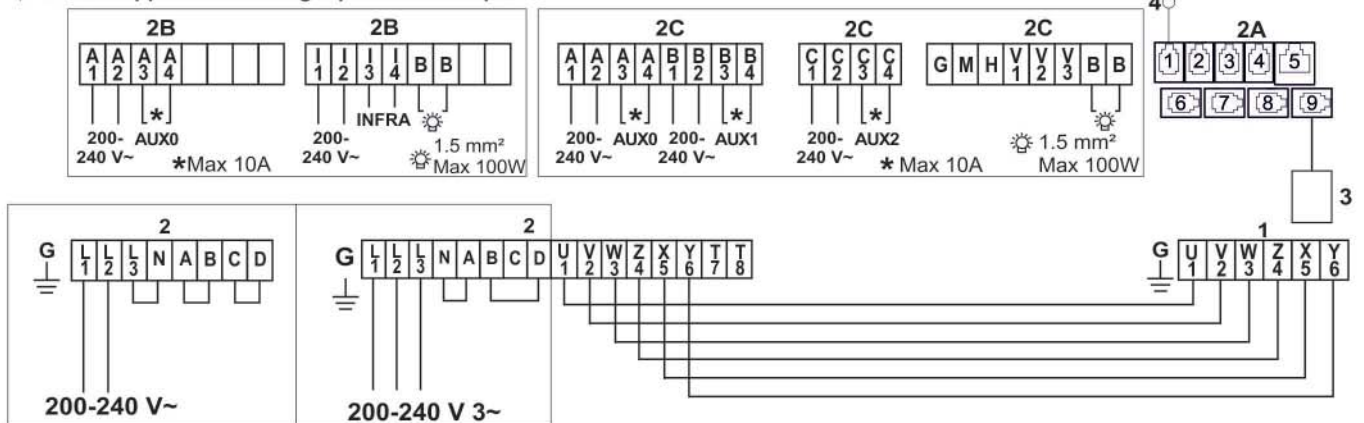 4
2B 2B 2C 2C 2C 2A
A1 A2 A3 A4
I1 I2 I3 I4 B B
A1 A2 A3 A4 B1 B2 B3 B4
C1 C2 C3 C4
G M H V1 V2 V3 B B
1 2 3 4 5
6 7 8 9
[*]
200-240 V~
AUX0
*Max 10A
INFRA
200-240 V~
1.5 mm²
Max 100W
[*] [*]
200-240 V~
AUX0
200-240 V~
AUX1
[*]
200-240 V~
AUX2
* Max 10A
1.5 mm²
Max 100W
3
2
G L1 L2 L3 N A B C D
200-240 V~
2
G L1 L2 L3 N A B C D U1 V2 W3 Z4 X5 Y6 T7 T8
200-240 V 3~
1
G U1 V2 W3 Z4 X5 Y6